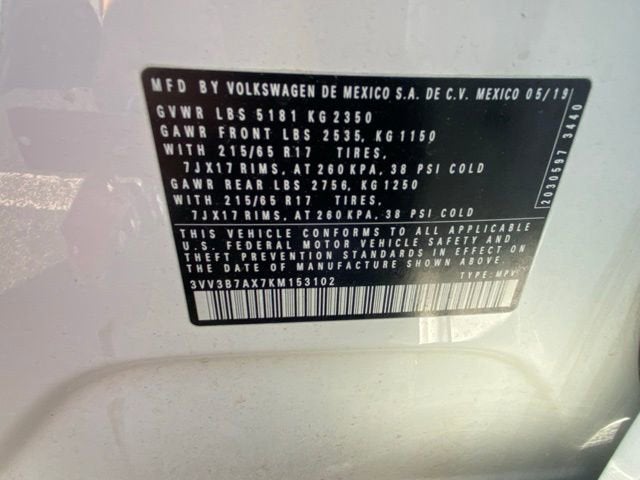 MFD BY VOLKSWAGEN DE MEXICO S.A. DE C.V. MEXICO 05/19
GVWR LBS 5181 KG 2350
GAWR FRONT LBS 2535, KG 1150
WITH 215/65 R17 TIRES,
7JX17 RIMS, AT 260 KPA, 38 PSI COLD
GAWR REAR LBS 2756, KG 1250
WITH 215/65 R17 TIRES,
7JX17 RIMS, AT 260 KPA, 38 PSI COLD
2030597 3440
THIS VEHICLE CONFORMS TO ALL APPLICABLE
U.S. FEDERAL MOTOR VEHICLE SAFETY AND
THEFT PREVENTION STANDARDS IN EFFECT ON
THE DATE OF MANUFACTURE SHOWN ABOVE.
3VV3B7AX7KM153102 TYPE: MPV